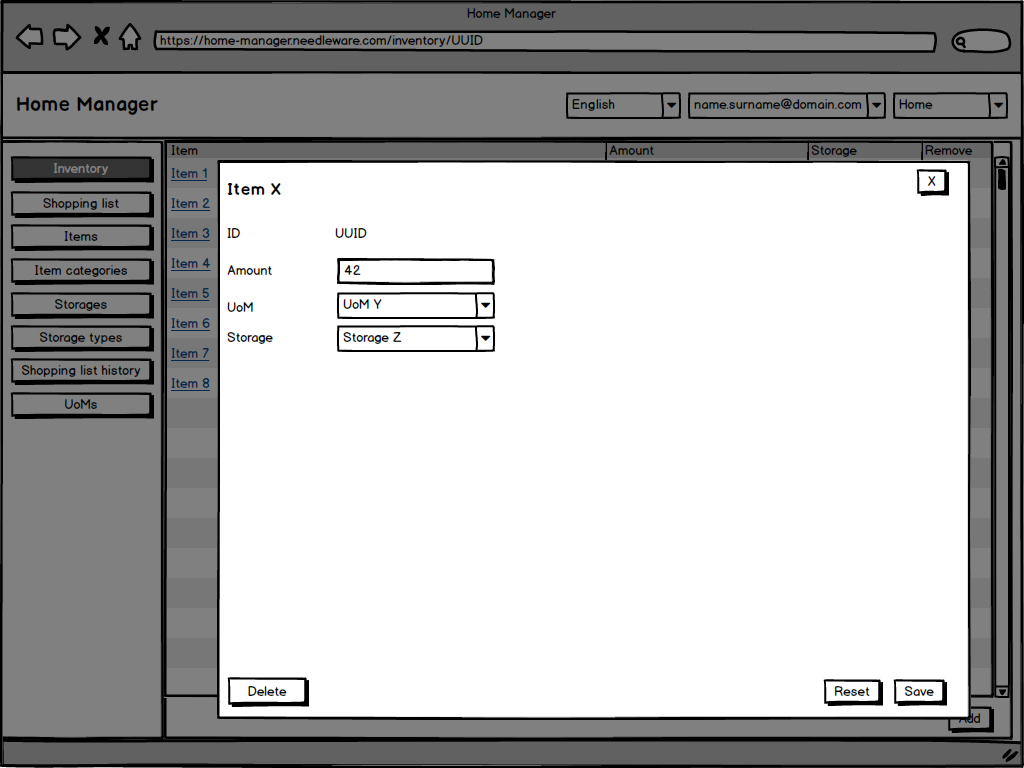 Home Manager
https://home-manager.needleware.com/inventory/UUID
Home Manager
English
name.surname@domain.com
Home
Inventory
Shopping list
Items
Item categories
Storages
Storage types
Shopping list history
UoMs
Item Amount Storage Remove
Item 1
Item 2
Item 3
Item 4
Item 5
Item 6
Item 7
Item 8
Item X
X
ID UUID
Amount 42
UoM UoM Y
Storage Storage Z
Delete Reset Save
Add